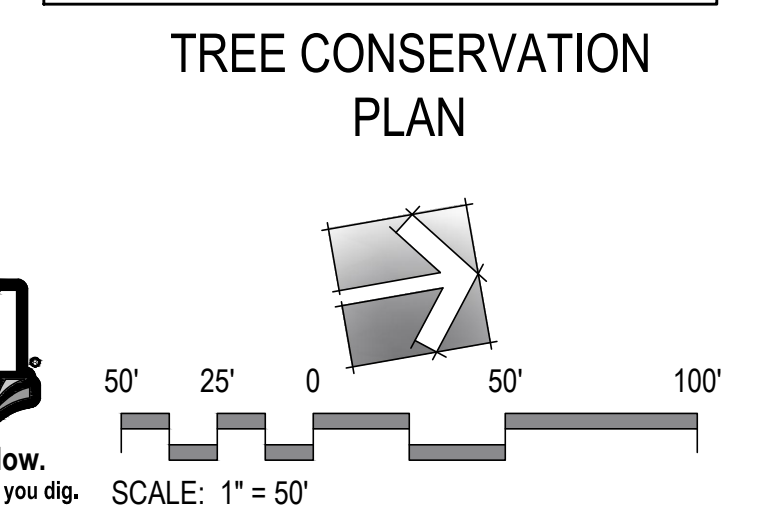 TREE CONSERVATION
PLAN
50' 25' 0 50' 100'
low.
you dig.
SCALE: 1" = 50'